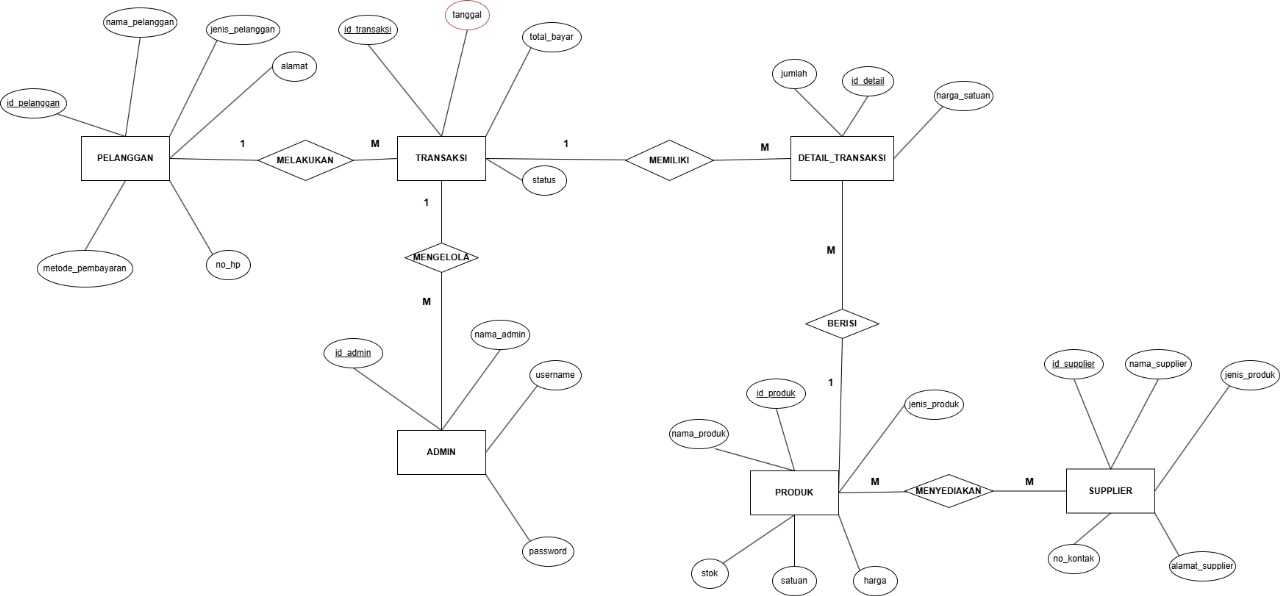 nama_pelanggan
jenis_pelanggan
alamat
id_pelanggan
PELANGGAN
metode_pembayaran
no_hp
1
MELAKUKAN
M
id_transaksi
tanggal
total_bayar
TRANSAKSI
status
1
MEMILIKI
M
jumlah
id_detail
harga_satuan
DETAIL_TRANSAKSI
1
MENGELOLA
M
id_admin
nama_admin
username
ADMIN
password
M
BERISI
1
id_produk
nama_produk
jenis_produk
PRODUK
stok
satuan
harga
M
MENYEDIAKAN
M
id_supplier
nama_supplier
jenis_produk
SUPPLIER
no_kontak
alamat_supplier